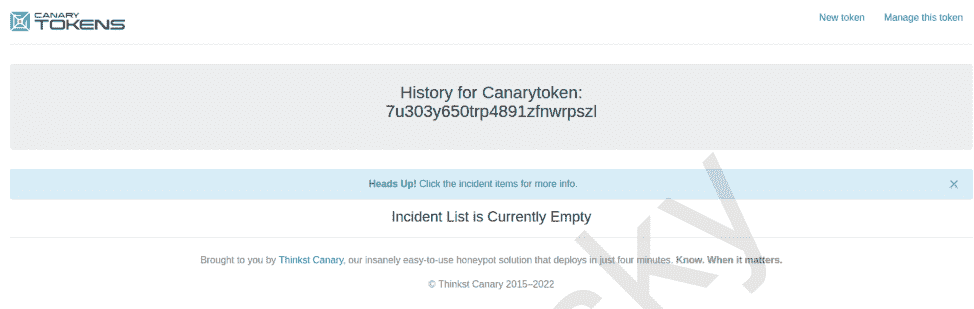 CANARY
TOKENS
New token Manage this token
History for Canarytoken:
7u303y650trp4891zfnwrpszl
Heads Up! Click the incident items for more info. ×
Incident List is Currently Empty
Brought to you by Thinkst Canary, our insanely easy-to-use honeypot solution that deploys in just four minutes. Know. When it matters.
© Thinkst Canary 2015–2022
sky